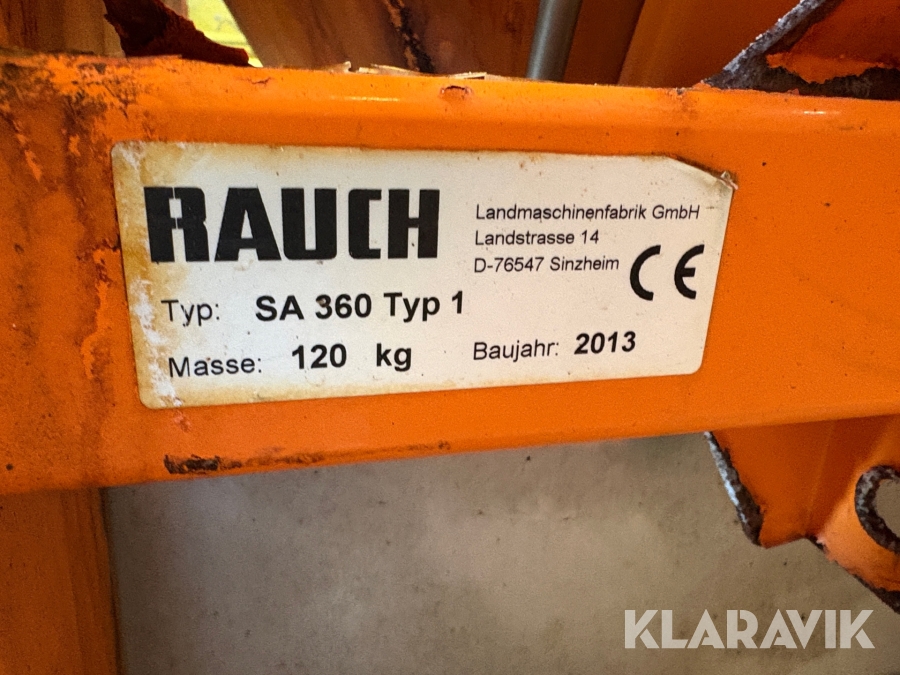 RAUCH
Landmaschinenfabrik GmbH
Landstrasse 14
D-76547 Sinzheim
CE
Typ: SA 360 Typ 1
Masse: 120 kg
Baujahr: 2013
KLARAVIK